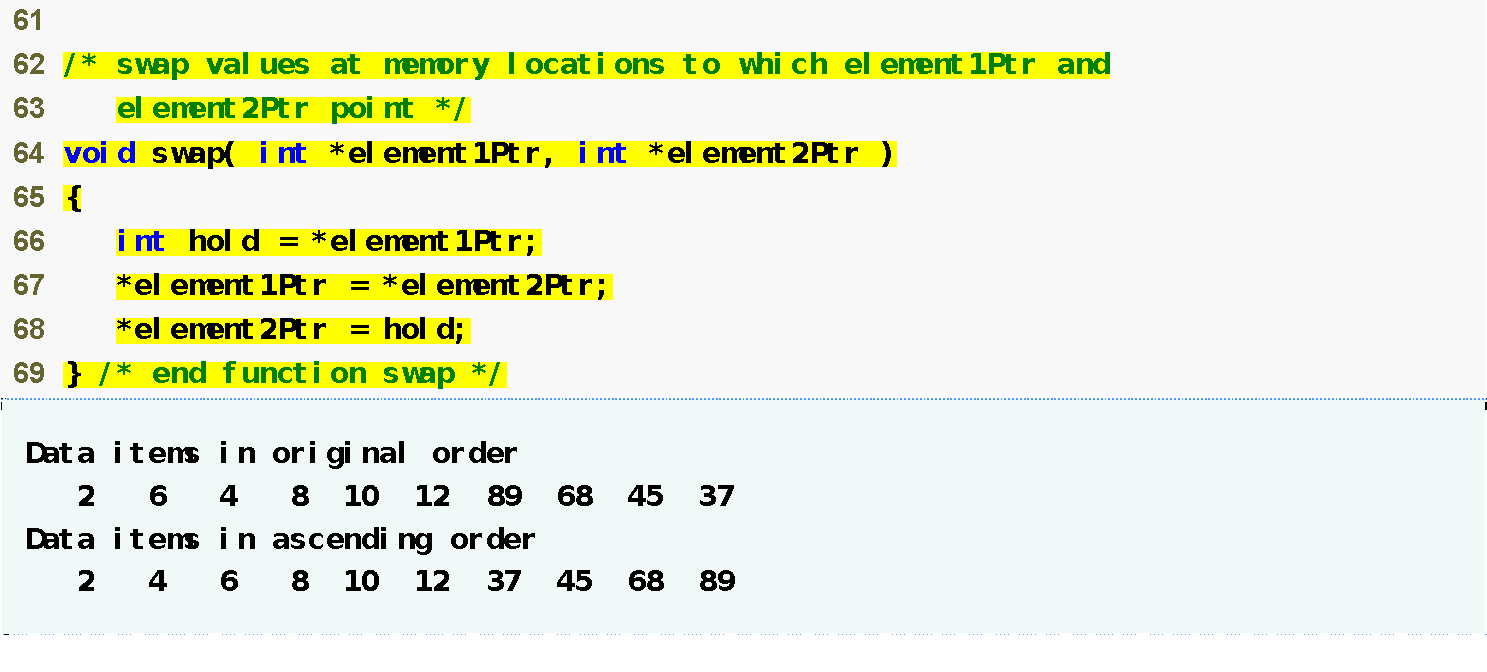 61
62 /* swap values at memory locations to which element1Ptr and
63 element2Ptr point */
64 void swap( int *element1Ptr, int *element2Ptr )
65 {
66 int hold = *element1Ptr;
67 *element1Ptr = *element2Ptr;
68 *element2Ptr = hold;
69 } /* end function swap */
Data items in original order
2 6 4 8 10 12 89 68 45 37
Data items in ascending order
2 4 6 8 10 12 37 45 68 89